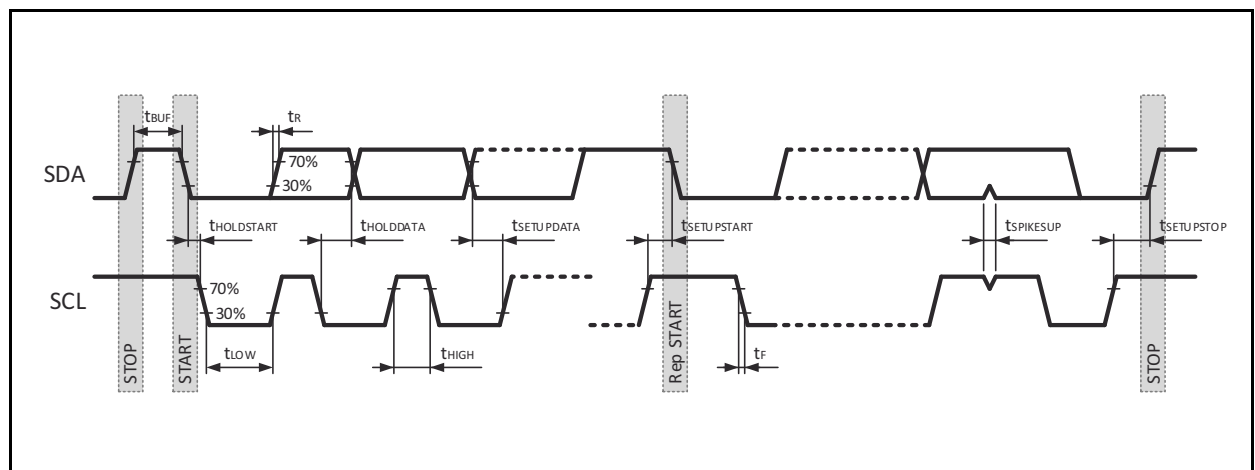 tBUF
tR
SDA
70%
30%
tHOLDSTART
tHOLDDATA
tSETUPDATA
tSETUPSTART
tSPIKESUP
tSETUPSTOP
SCL
70%
30%
tLOW
tHIGH
tF
STOP
START
Rep START
STOP